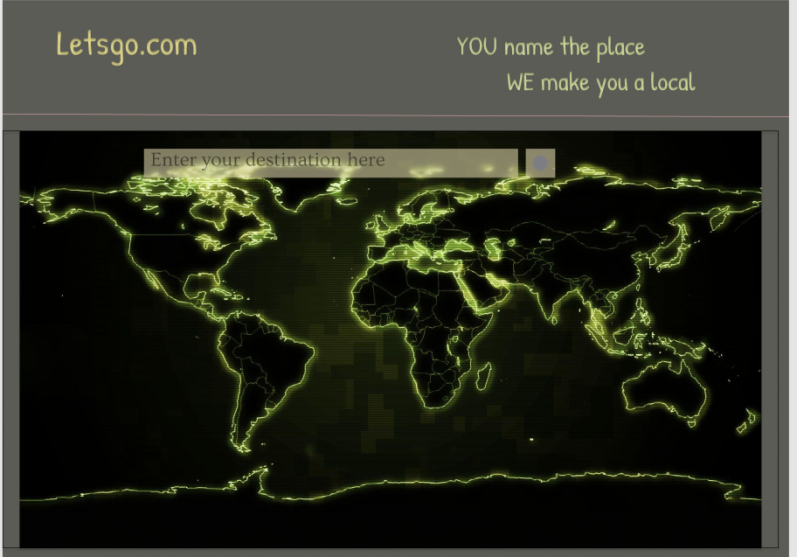 Letsgo.com
YOU name the place
WE make you a local
Enter your destination here